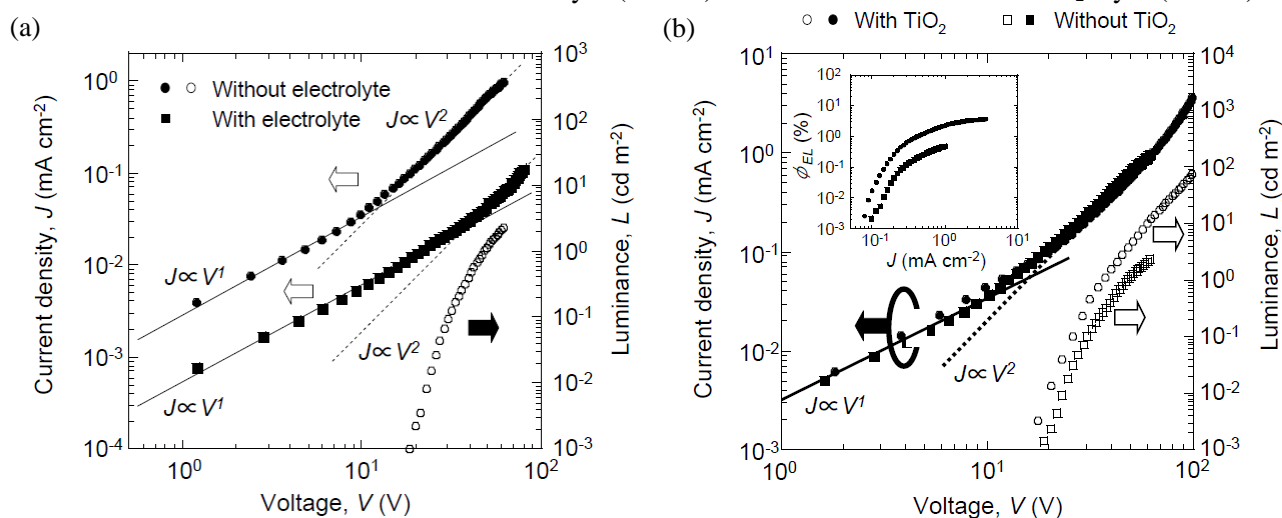 (a)
Without electrolyte
With electrolyte
J∝V²
J∝V¹
J∝V²
J∝V¹
Current density, J (mA cm⁻²)
10⁰
10⁻¹
10⁻²
10⁻³
10⁻⁴
Luminance, L (cd m⁻²)
10³
10²
10¹
10⁰
10⁻¹
10⁻²
10⁻³
10⁰ 10¹ 10²
Voltage, V (V)
(b)
With TiO₂ Without TiO₂
Current density, J (mA cm⁻²)
10¹
10⁰
10⁻¹
10⁻²
10⁻³
ϕEL (%)
10²
10¹
10⁰
10⁻¹
10⁻²
10⁻³
10⁻¹ 10⁰ 10¹
J (mA cm⁻²)
J∝V²
J∝V¹
Luminance, L (cd m⁻²)
10⁴
10³
10²
10¹
10⁰
10⁻¹
10⁻²
10⁻³
10⁰ 10¹ 10²
Voltage, V (V)